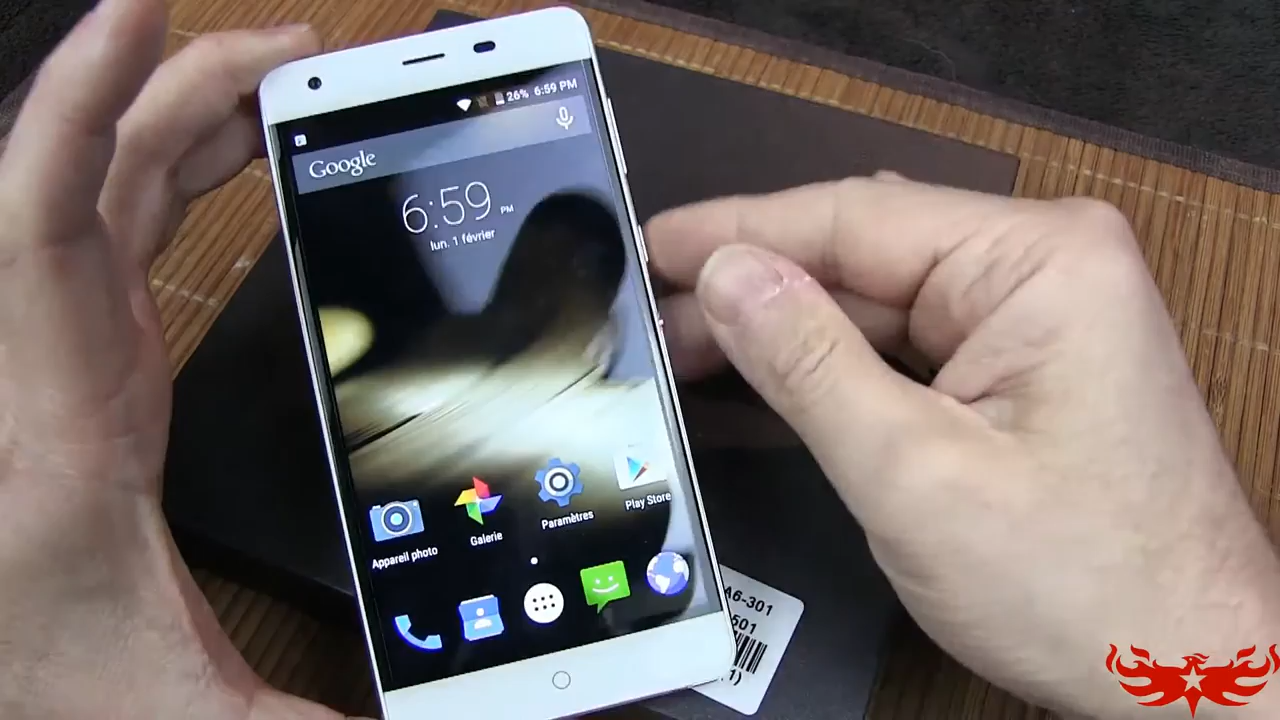 26% 6:59 PM
Google
6:59 PM
lun. 1 février
Appareil photo
Galerie
Paramètres
Play Store
A6-301
501
1)